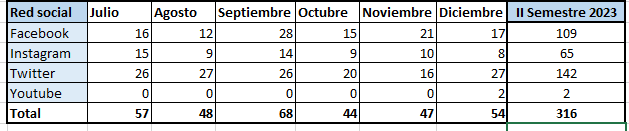 Red social Julio Agosto Septiembre Octubre Noviembre Diciembre II Semestre 2023
Facebook 16 12 28 15 21 17 109
Instagram 15 9 14 9 10 8 65
Twitter 26 27 26 20 16 27 142
Youtube 0 0 0 0 0 2 2
Total 57 48 68 44 47 54 316